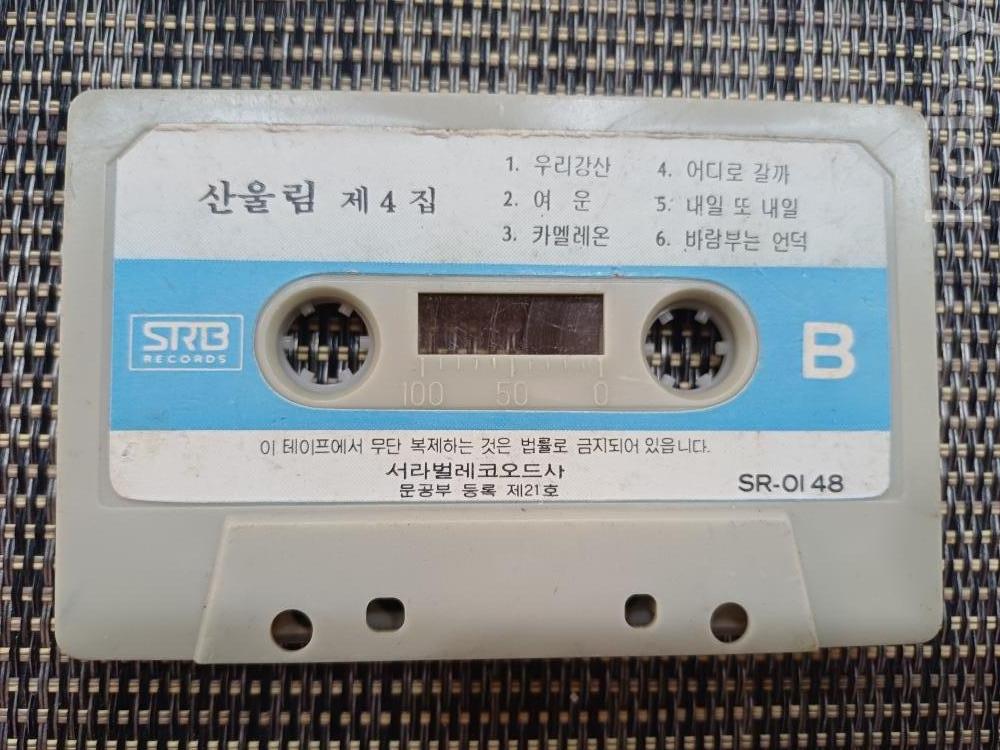 산울림 제4집
1. 우리강산
2. 여 운
3. 카멜레온
4. 어디로 갈까
5. 내일 또 내일
6. 바람부는 언덕
SRB
RECORDS
B
100 50 0
이 테이프에서 무단 복제하는 것은 법률로 금지되어 있읍니다.
서라벌레코오드사
문공부 등록 제21호
SR-0148